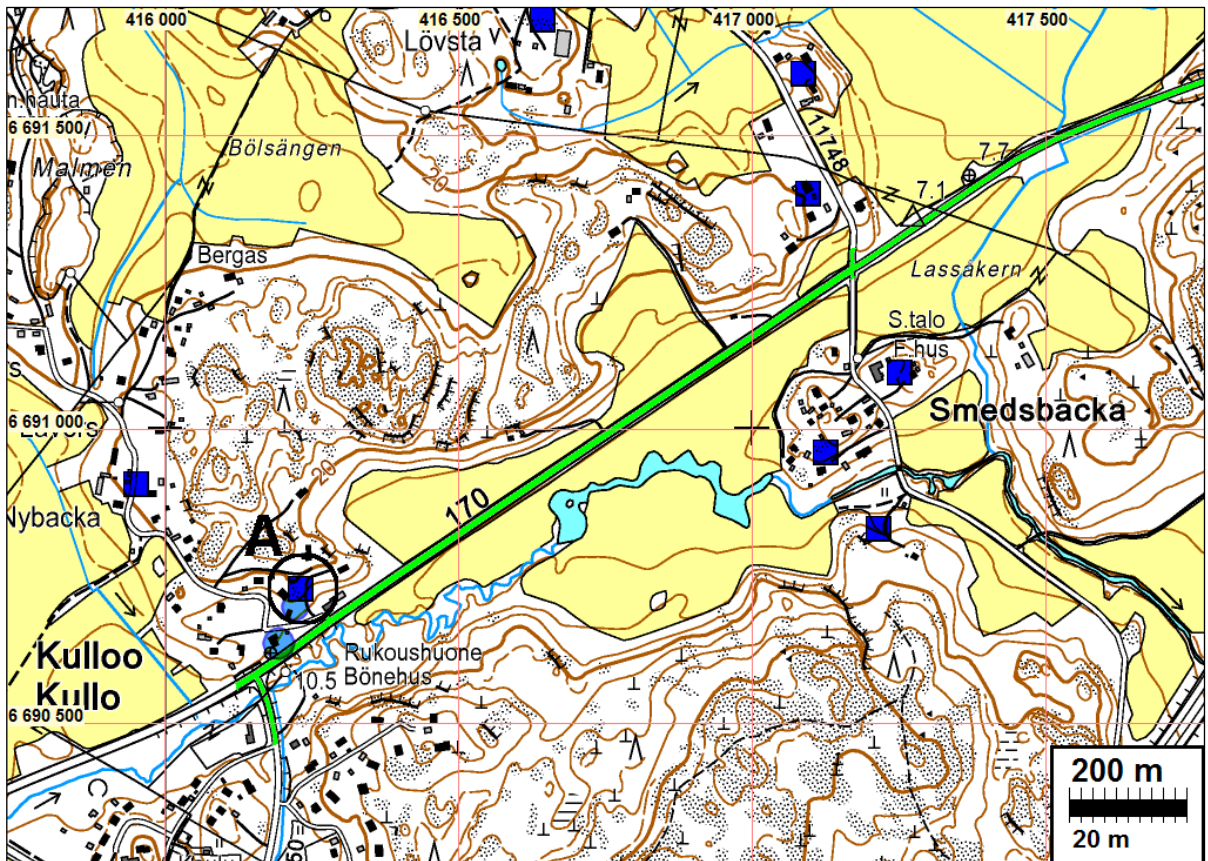 416 000
416 500
417 000
417 500
Lövsta
n.hauta
6 691 500
Bölsängen
Malmen
20
11748
7.7
7.1
Bergas
Lassåkern
S.talo
F.hus
Smedsbacka
6 691 000
20
170
Nybacka
A
Kulloo
Kullo
Rukoushuone
Bönehus
10.5
6 690 500
200 m
20 m